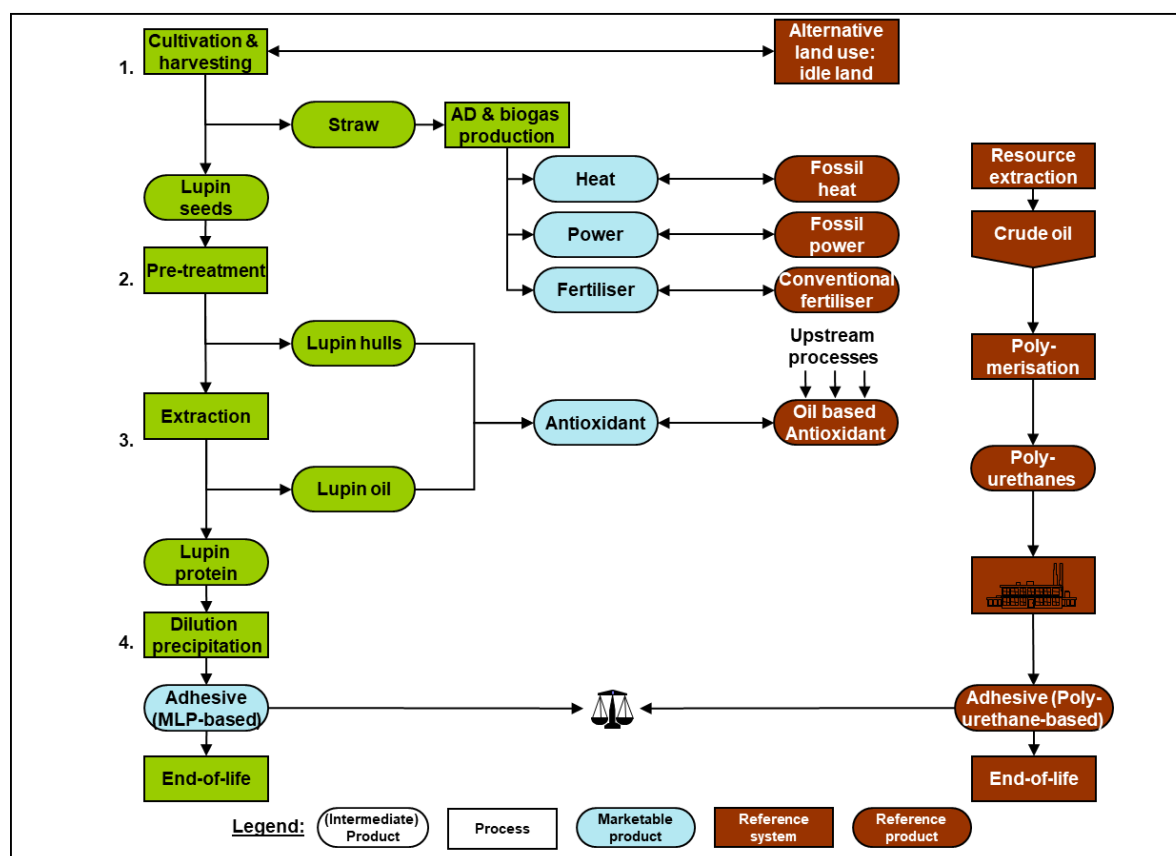 Cultivation &
harvesting
1.
Alternative
land use:
idle land
Straw
AD & biogas
production
Lupin
seeds
Heat
Fossil
heat
Resource
extraction
Power
Fossil
power
Crude oil
2.
Pre-treatment
Fertiliser
Conventional
fertiliser
Lupin hulls
Upstream
processes
Poly-
merisation
3.
Extraction
Antioxidant
Oil based
Antioxidant
Lupin oil
Poly-
urethanes
Lupin
protein
4.
Dilution
precipitation
Adhesive
(MLP-based)
Adhesive (Poly-
urethane-based)
End-of-life
End-of-life
Legend:
(Intermediate)
Product
Process
Marketable
product
Reference
system
Reference
product